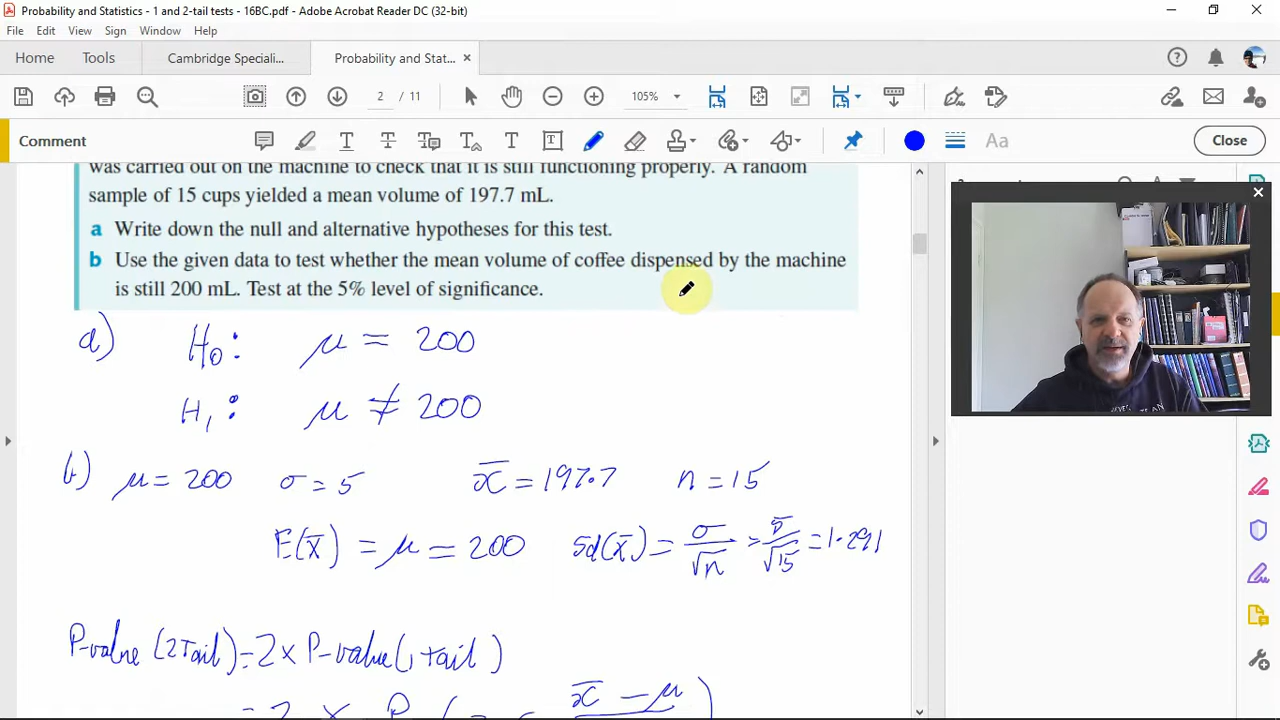 Probability and Statistics - 1 and 2-tail tests - 16BC.pdf - Adobe Acrobat Reader DC (32-bit)
File Edit View Sign Window Help
Home Tools Cambridge Speciali... Probability and Stat... ×
2 / 11 105%
Comment Close
was carried out on the machine to check that it is still functioning properly. A random
sample of 15 cups yielded a mean volume of 197.7 mL.
a Write down the null and alternative hypotheses for this test.
b Use the given data to test whether the mean volume of coffee dispensed by the machine
is still 200 mL. Test at the 5% level of significance.
a) H₀: μ = 200
H₁: μ ≠ 200
b) μ = 200 σ = 5 x̄ = 197.7 n = 15
E(x̄) = μ = 200 sd(x̄) = σ/√n = 5/√15 = 1.291
P-value (2Tail) = 2 × P-value (1 tail)
= 2 × P( x̄ - μ )